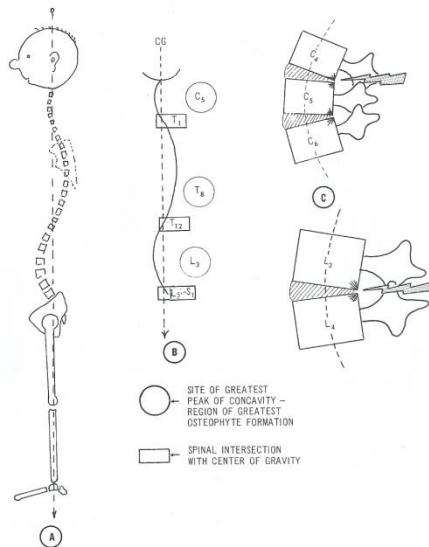 CG
C5
T1
T8
T12
L3
L5-S1
B
A
SITE OF GREATEST
PEAK OF CONCAVITY –
REGION OF GREATEST
OSTEOPHYTE FORMATION
SPINAL INTERSECTION
WITH CENTER OF GRAVITY
C4
C5
C6
C
L3
L4